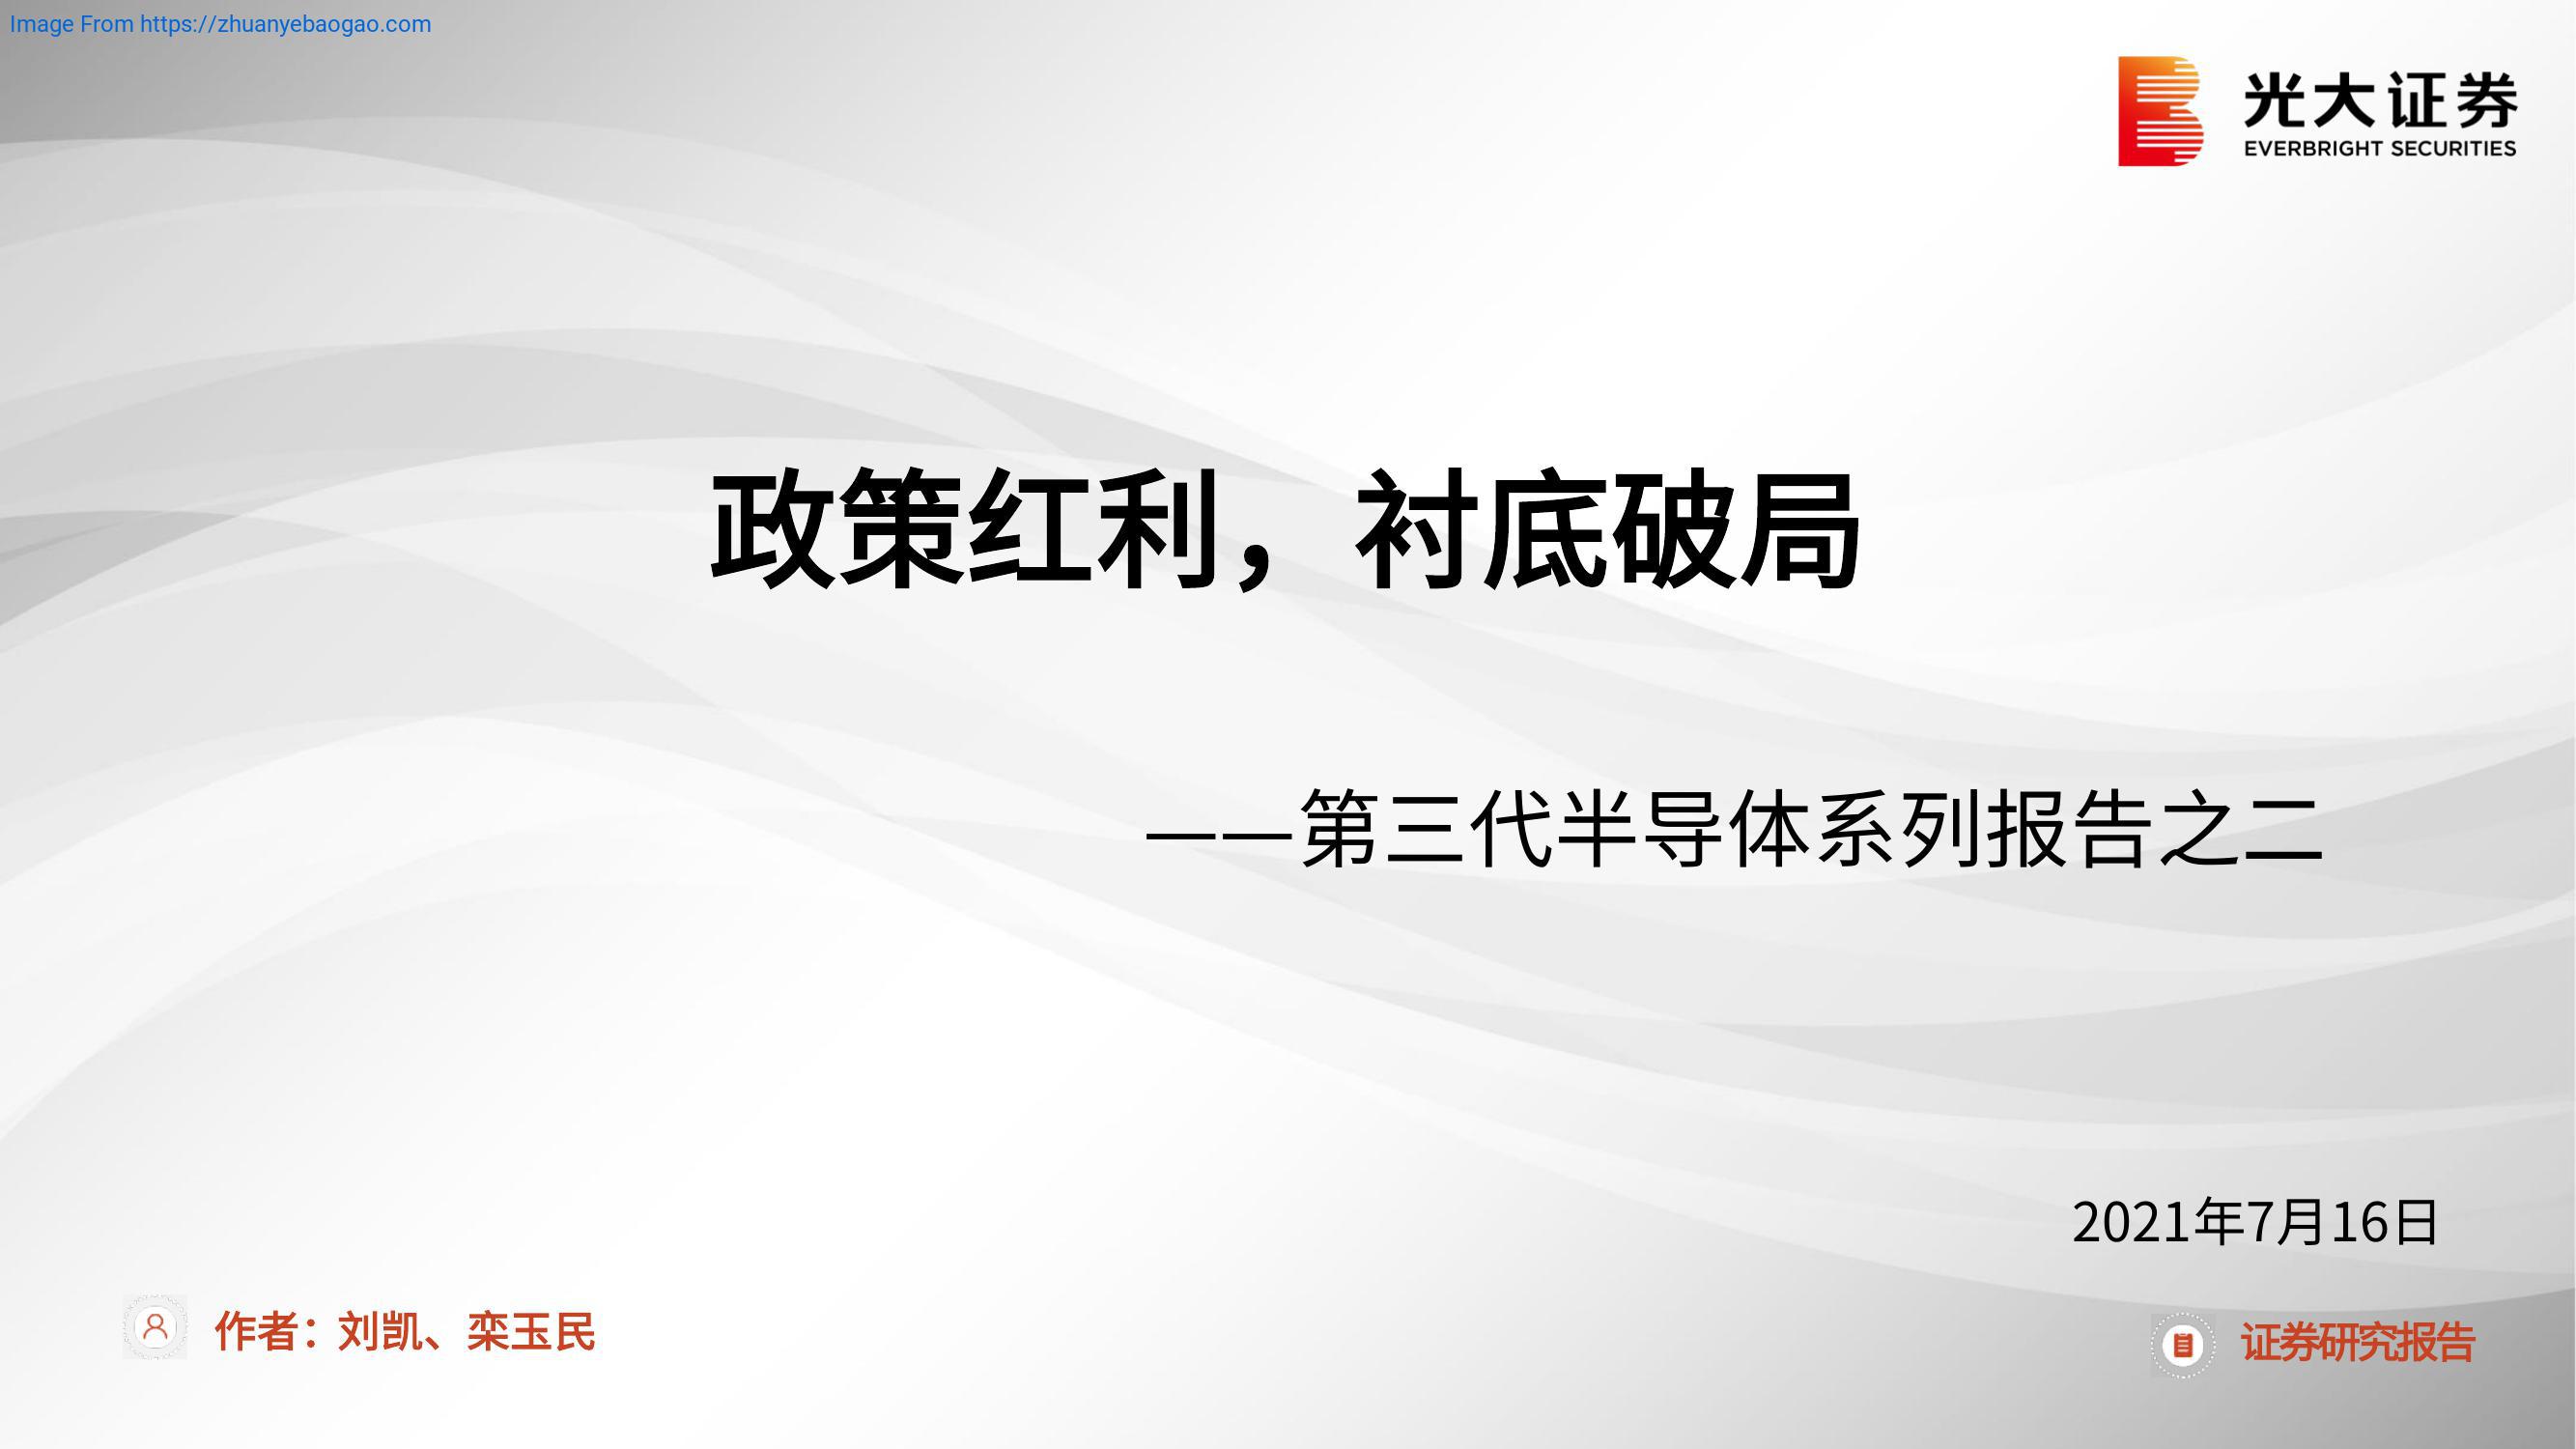 Image From https://zhuanyebaogao.com
光大证券
EVERBRIGHT SECURITIES
政策红利，衬底破局
——第三代半导体系列报告之二
2021年7月16日
作者：刘凯、栾玉民
证券研究报告